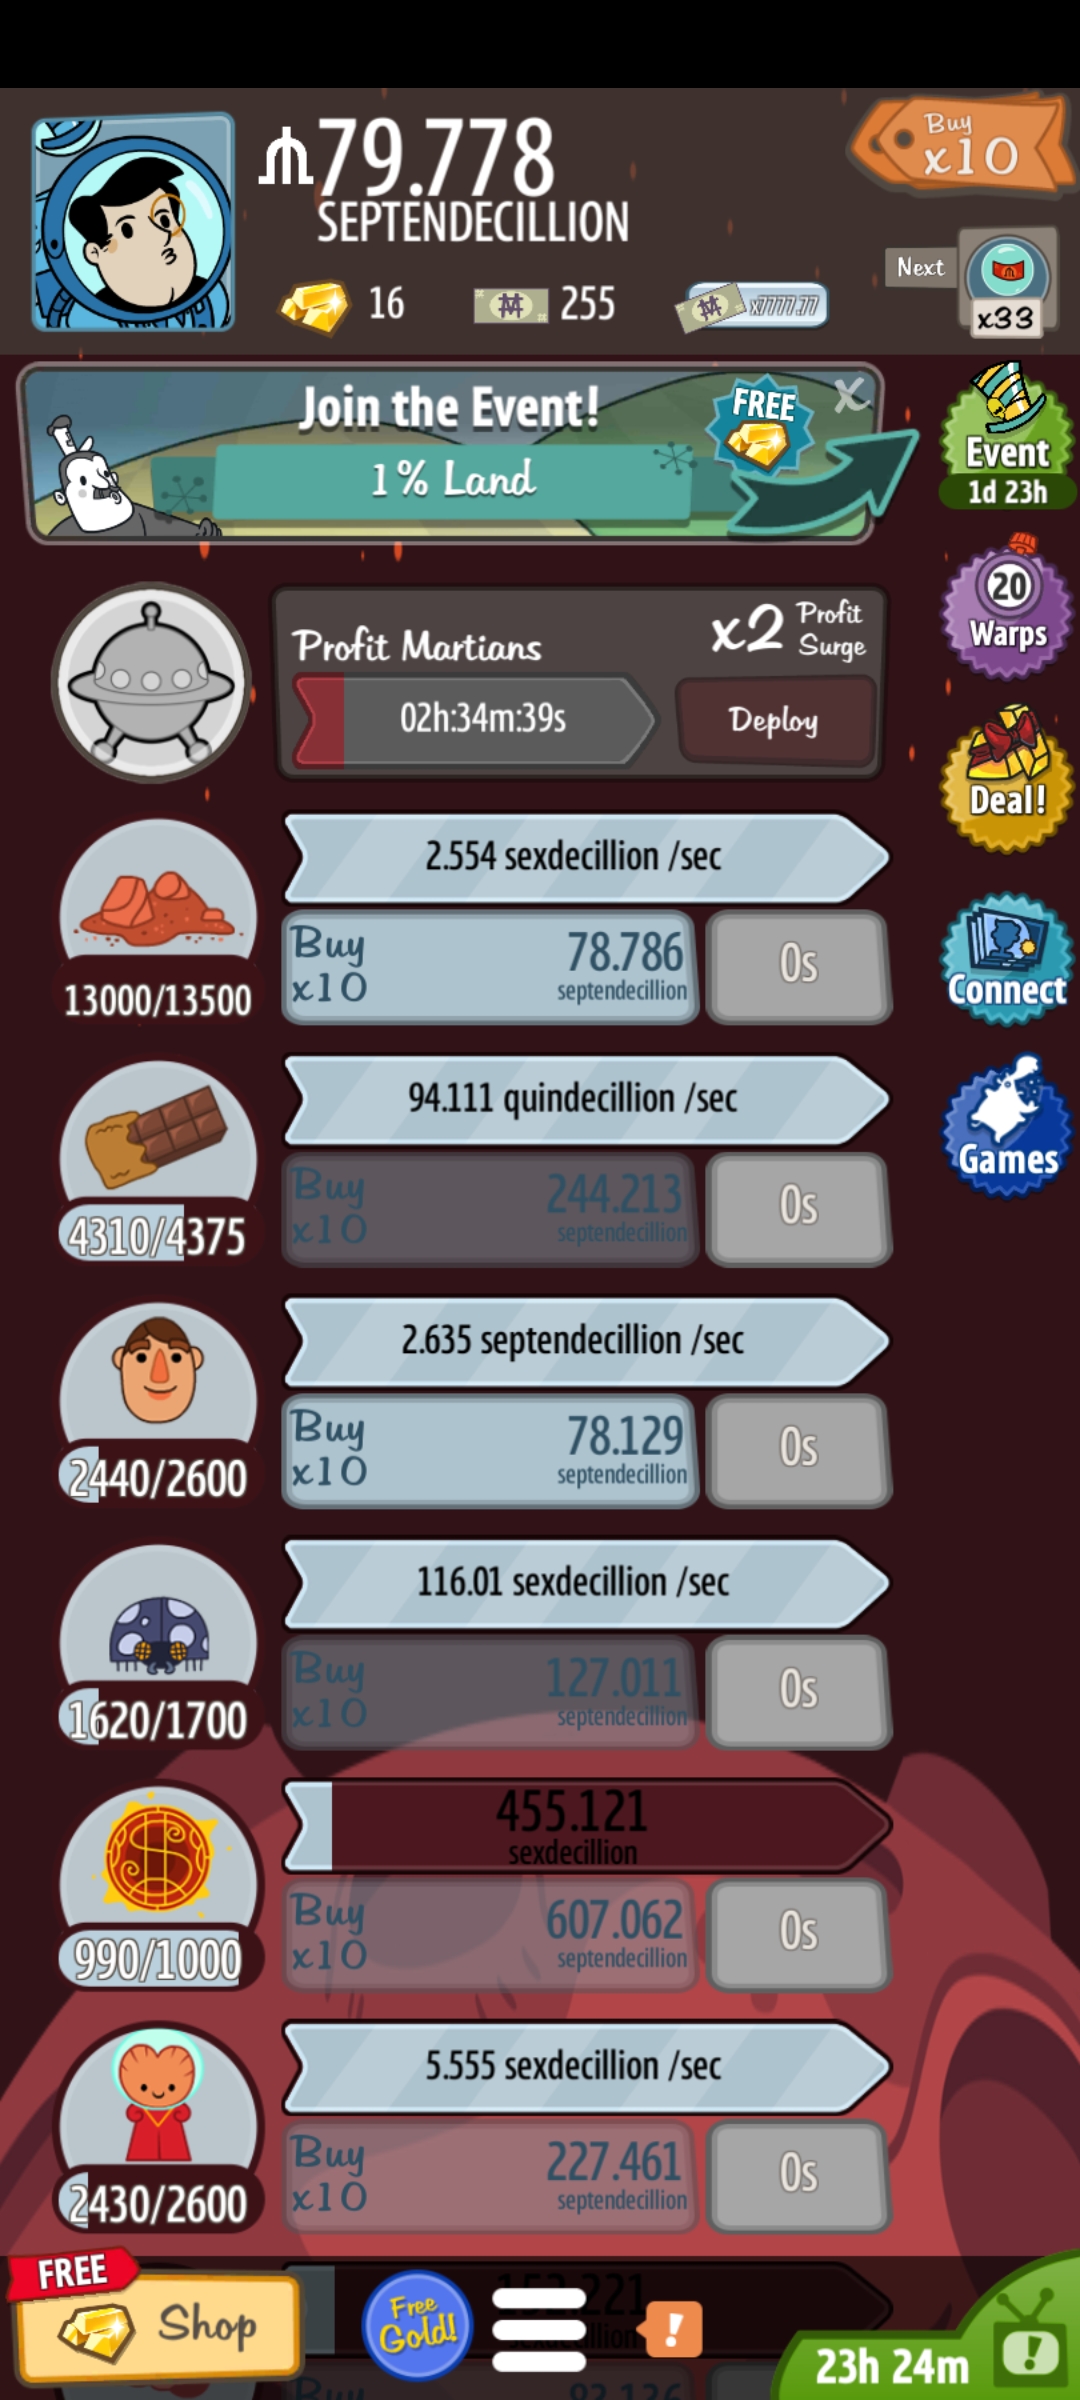 79.778
SEPTENDECILLION
Buy
x10
16
255
x7777.77
Next
x33
Join the Event!
1% Land
FREE
X
Event
1d 23h
20
Warps
Profit Martians
x2 Profit
Surge
02h:34m:39s
Deploy
Deal!
2.554 sexdecillion /sec
Buy
x10
78.786
septendecillion
0s
13000/13500
Connect
94.111 quindecillion /sec
Buy
x10
244.213
septendecillion
0s
4310/4375
Games
2.635 septendecillion /sec
Buy
x10
78.129
septendecillion
0s
2440/2600
116.01 sexdecillion /sec
Buy
x10
127.011
septendecillion
0s
1620/1700
455.121
sexdecillion
Buy
x10
607.062
septendecillion
0s
990/1000
5.555 sexdecillion /sec
Buy
x10
227.461
septendecillion
0s
2430/2600
FREE
Shop
Free
Gold!
!
23h 24m
!
Buy